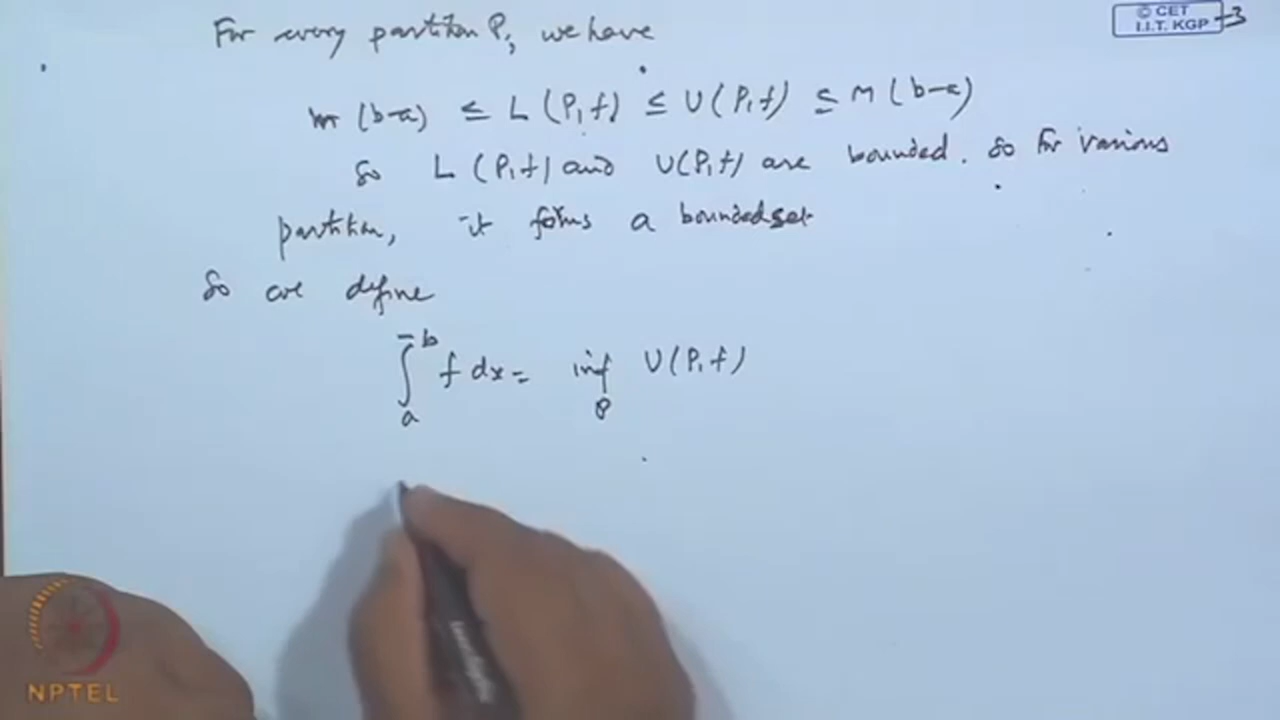 For every partition P, we have
© CET
I.I.T. KGP
m (b-a) ≤ L (P, f) ≤ U (P, f) ≤ M (b-a)
So L (P, f) and U (P, f) are bounded. So for various
partition, it forms a bounded set
So we define
∫̅ₐᵇ f dx = inf U (P, f)
P
NPTEL